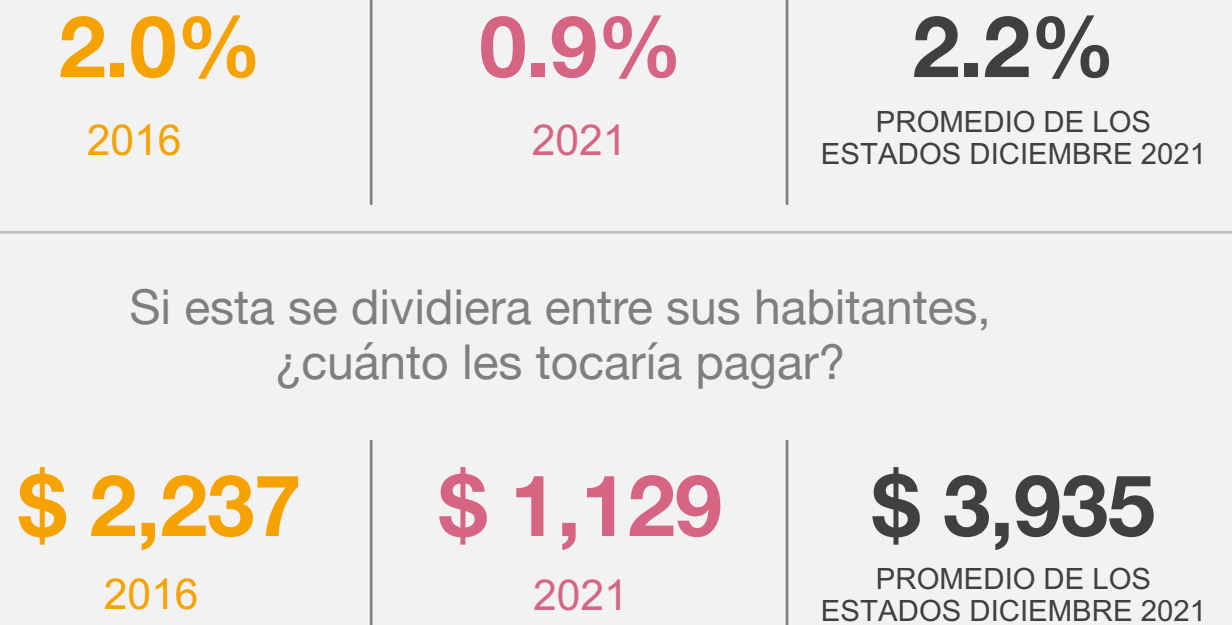 2.0%
0.9%
2.2%
2016
2021
PROMEDIO DE LOS
ESTADOS DICIEMBRE 2021
Si esta se dividiera entre sus habitantes,
¿cuánto les tocaría pagar?
$ 2,237
$ 1,129
$ 3,935
2016
2021
PROMEDIO DE LOS
ESTADOS DICIEMBRE 2021